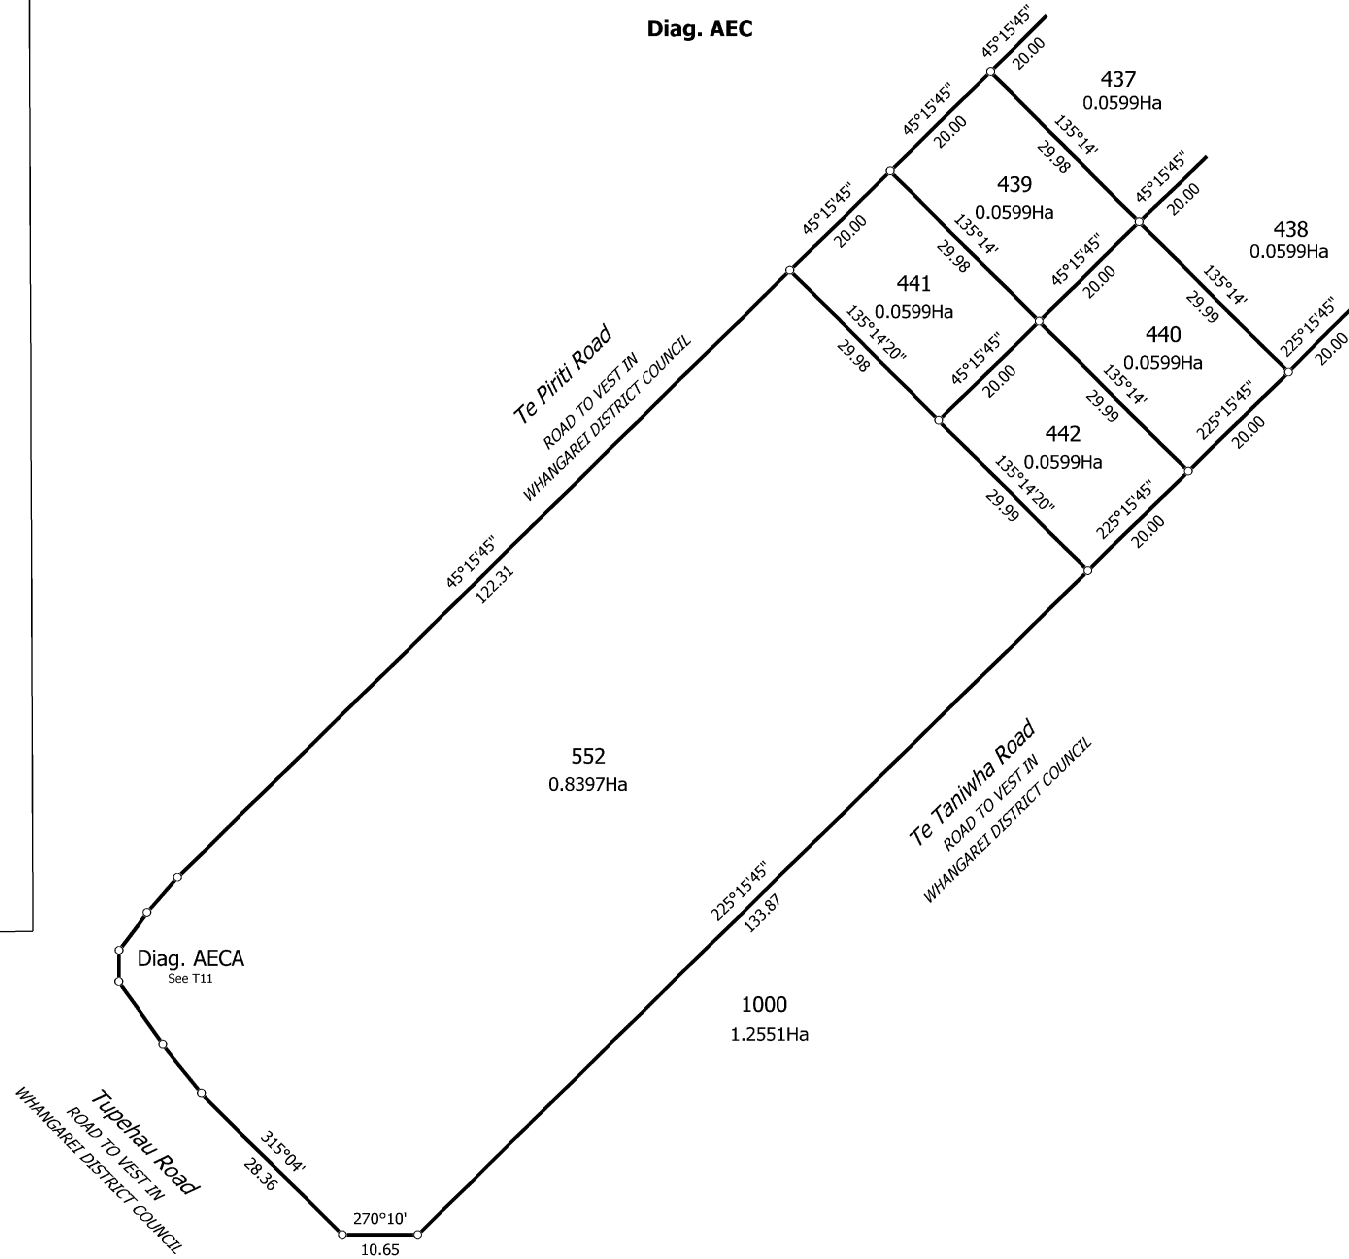 Diag. AEC
45°15'45"
20.00
437
0.0599Ha
45°15'45"
20.00
135°14'
29.98
439
0.0599Ha
45°15'45"
20.00
438
0.0599Ha
45°15'45"
20.00
135°14'
29.98
441
0.0599Ha
45°15'45"
20.00
135°14'
29.99
440
0.0599Ha
225°15'45"
20.00
135°14'20"
29.98
45°15'45"
20.00
135°14'
29.99
225°15'45"
20.00
442
0.0599Ha
135°14'20"
29.99
225°15'45"
20.00
Te Piriti Road
ROAD TO VEST IN
WHANGAREI DISTRICT COUNCIL
45°15'45"
122.31
552
0.8397Ha
Te Taniwha Road
ROAD TO VEST IN
WHANGAREI DISTRICT COUNCIL
225°15'45"
133.87
Diag. AECA
See T11
1000
1.2551Ha
Tupehau Road
ROAD TO VEST IN
WHANGAREI DISTRICT COUNCIL
315°04'
28.36
270°10'
10.65